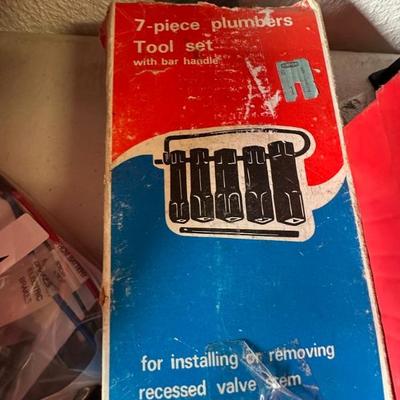 7-piece plumbers
Tool set
with bar handle
for installing or removing
recessed valve stem